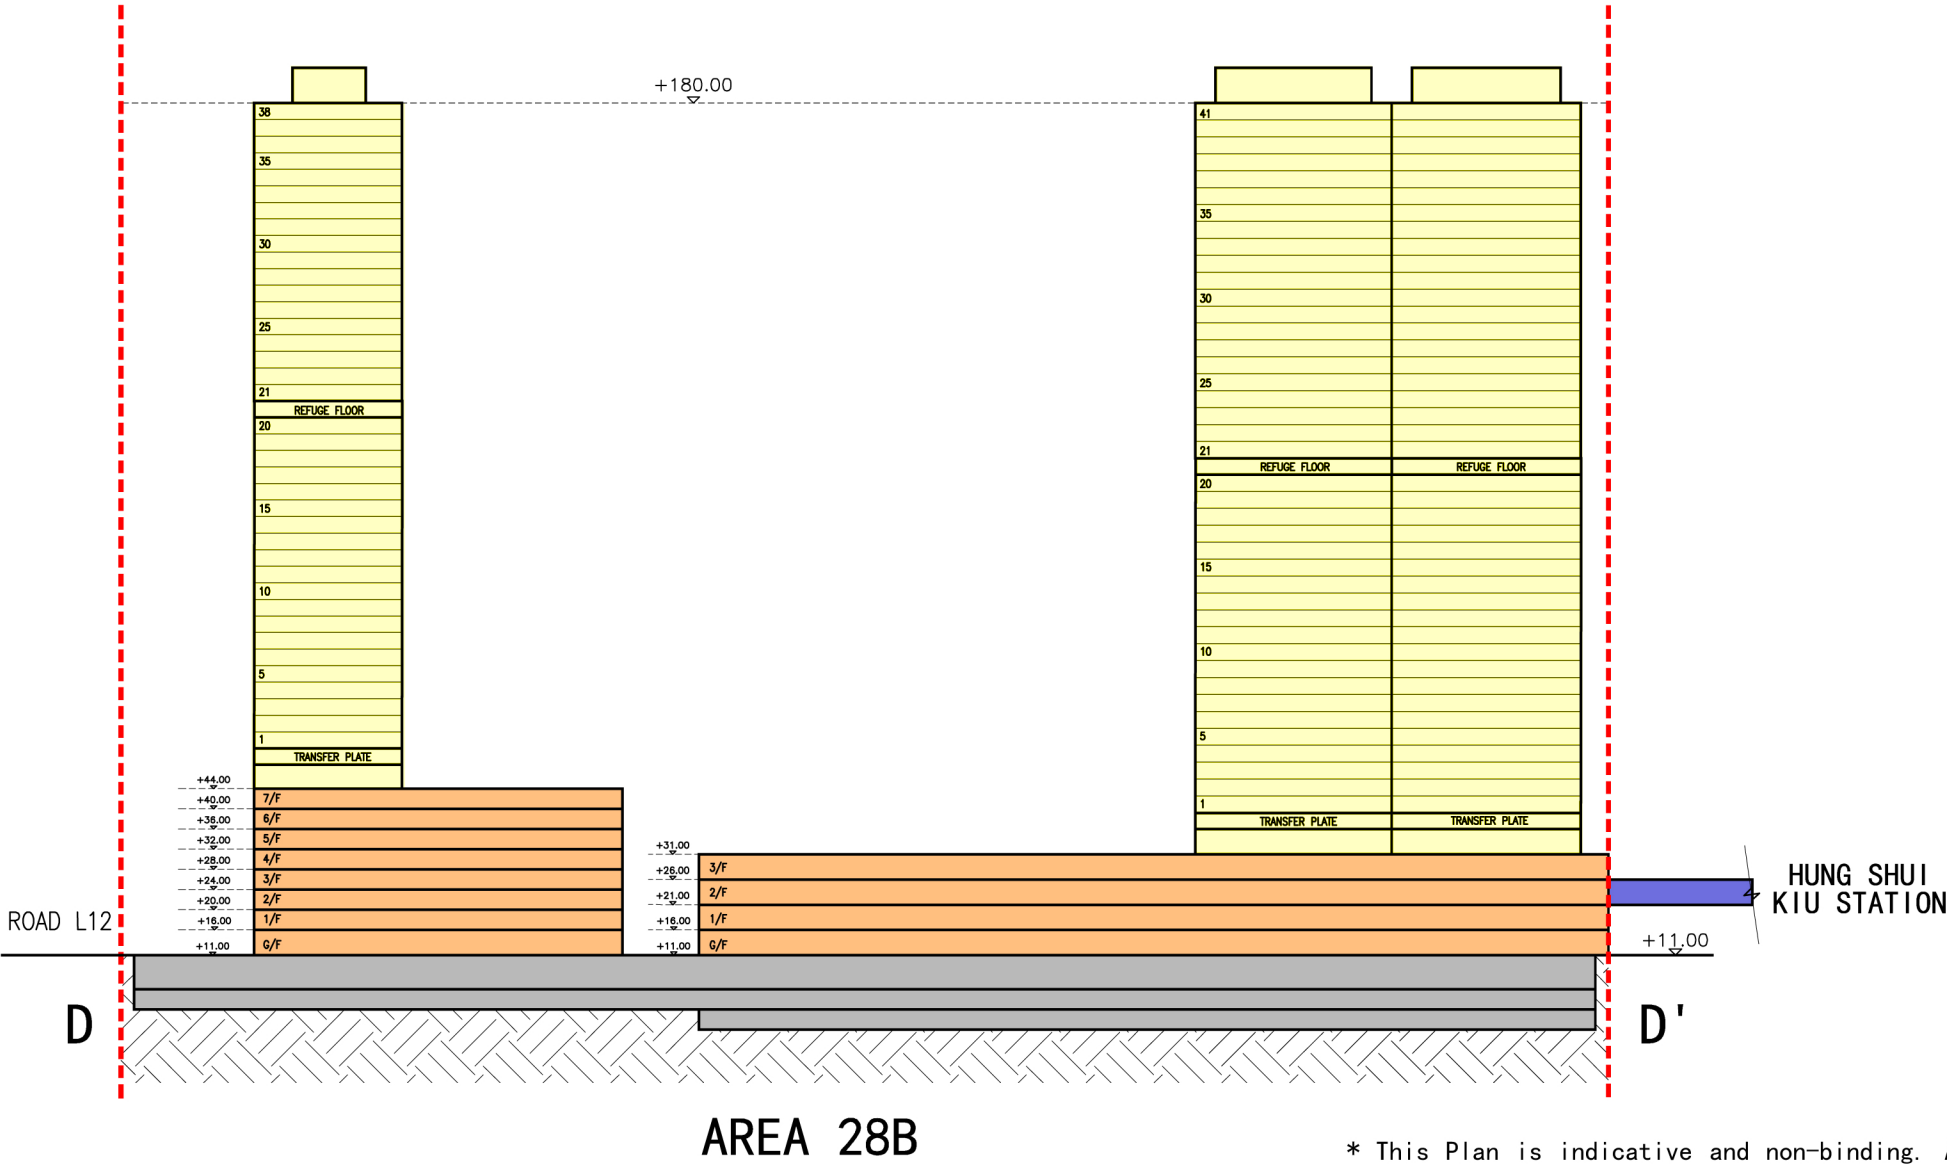 +180.00
38
41
35
35
30
30
25
25
21
REFUGE FLOOR
20
21
REFUGE FLOOR REFUGE FLOOR
20
15
15
10
10
5
5
1
TRANSFER PLATE
1
TRANSFER PLATE TRANSFER PLATE
+44.00
7/F
+40.00
6/F
+36.00
5/F
+32.00
4/F
+28.00
3/F
+24.00
2/F
+20.00
1/F
+16.00
G/F
+11.00
+31.00
3/F
+26.00
2/F
+21.00
1/F
+16.00
G/F
+11.00
HUNG SHUI
KIU STATION
ROAD L12
+11.00
D
D'
AREA 28B
* This Plan is indicative and non-binding.